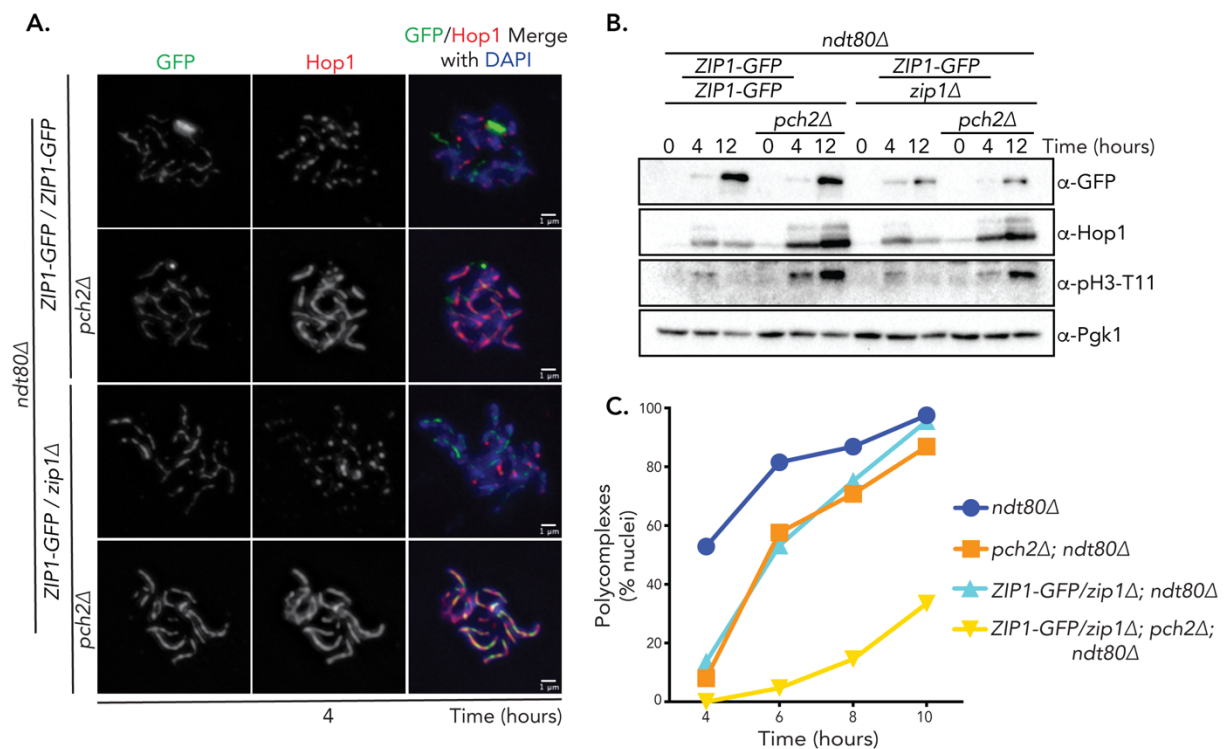 A.
GFP
Hop1
GFP/Hop1 Merge
with DAPI
ndt80Δ
ZIP1-GFP / ZIP1-GFP
pch2Δ
ZIP1-GFP / zip1Δ
pch2Δ
1 µm
1 µm
1 µm
1 µm
4
Time (hours)
B.
ndt80Δ
ZIP1-GFP ZIP1-GFP
ZIP1-GFP zip1Δ
pch2Δ pch2Δ
0 4 12 0 4 12 0 4 12 0 4 12 Time (hours)
α-GFP
α-Hop1
α-pH3-T11
α-Pgk1
C.
Polycomplexes
(% nuclei)
100
80
60
40
20
0
4 6 8 10
Time (hours)
ndt80Δ
pch2Δ; ndt80Δ
ZIP1-GFP/zip1Δ; ndt80Δ
ZIP1-GFP/zip1Δ; pch2Δ;
ndt80Δ